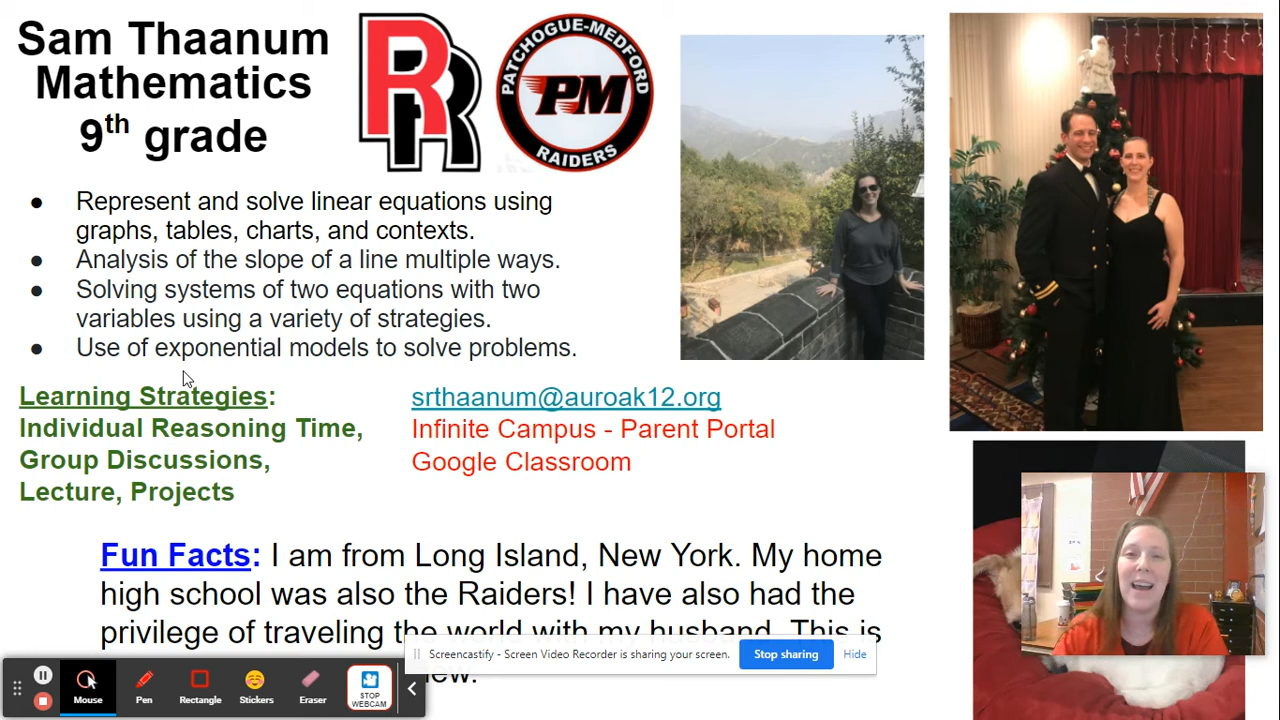 Sam Thaanum
Mathematics
9th grade
RR
PATCHOGUE-MEDFORD
PM
RAIDERS
● Represent and solve linear equations using
graphs, tables, charts, and contexts.
● Analysis of the slope of a line multiple ways.
● Solving systems of two equations with two
variables using a variety of strategies.
● Use of exponential models to solve problems.
Learning Strategies:
Individual Reasoning Time,
Group Discussions,
Lecture, Projects
srthaanum@auroak12.org
Infinite Campus - Parent Portal
Google Classroom
Fun Facts: I am from Long Island, New York. My home
high school was also the Raiders! I have also had the
privilege of traveling the world with my husband. This is
Screencastify - Screen Video Recorder is sharing your screen.
Stop sharing
Hide
Mouse
Pen
Rectangle
Stickers
Eraser
STOP
WEBCAM